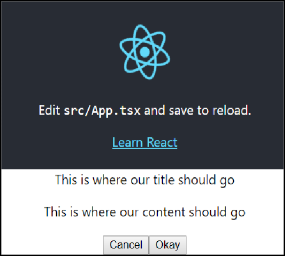 Edit src/App.tsx and save to reload.
Learn React
This is where our title should go
This is where our content should go
Cancel Okay